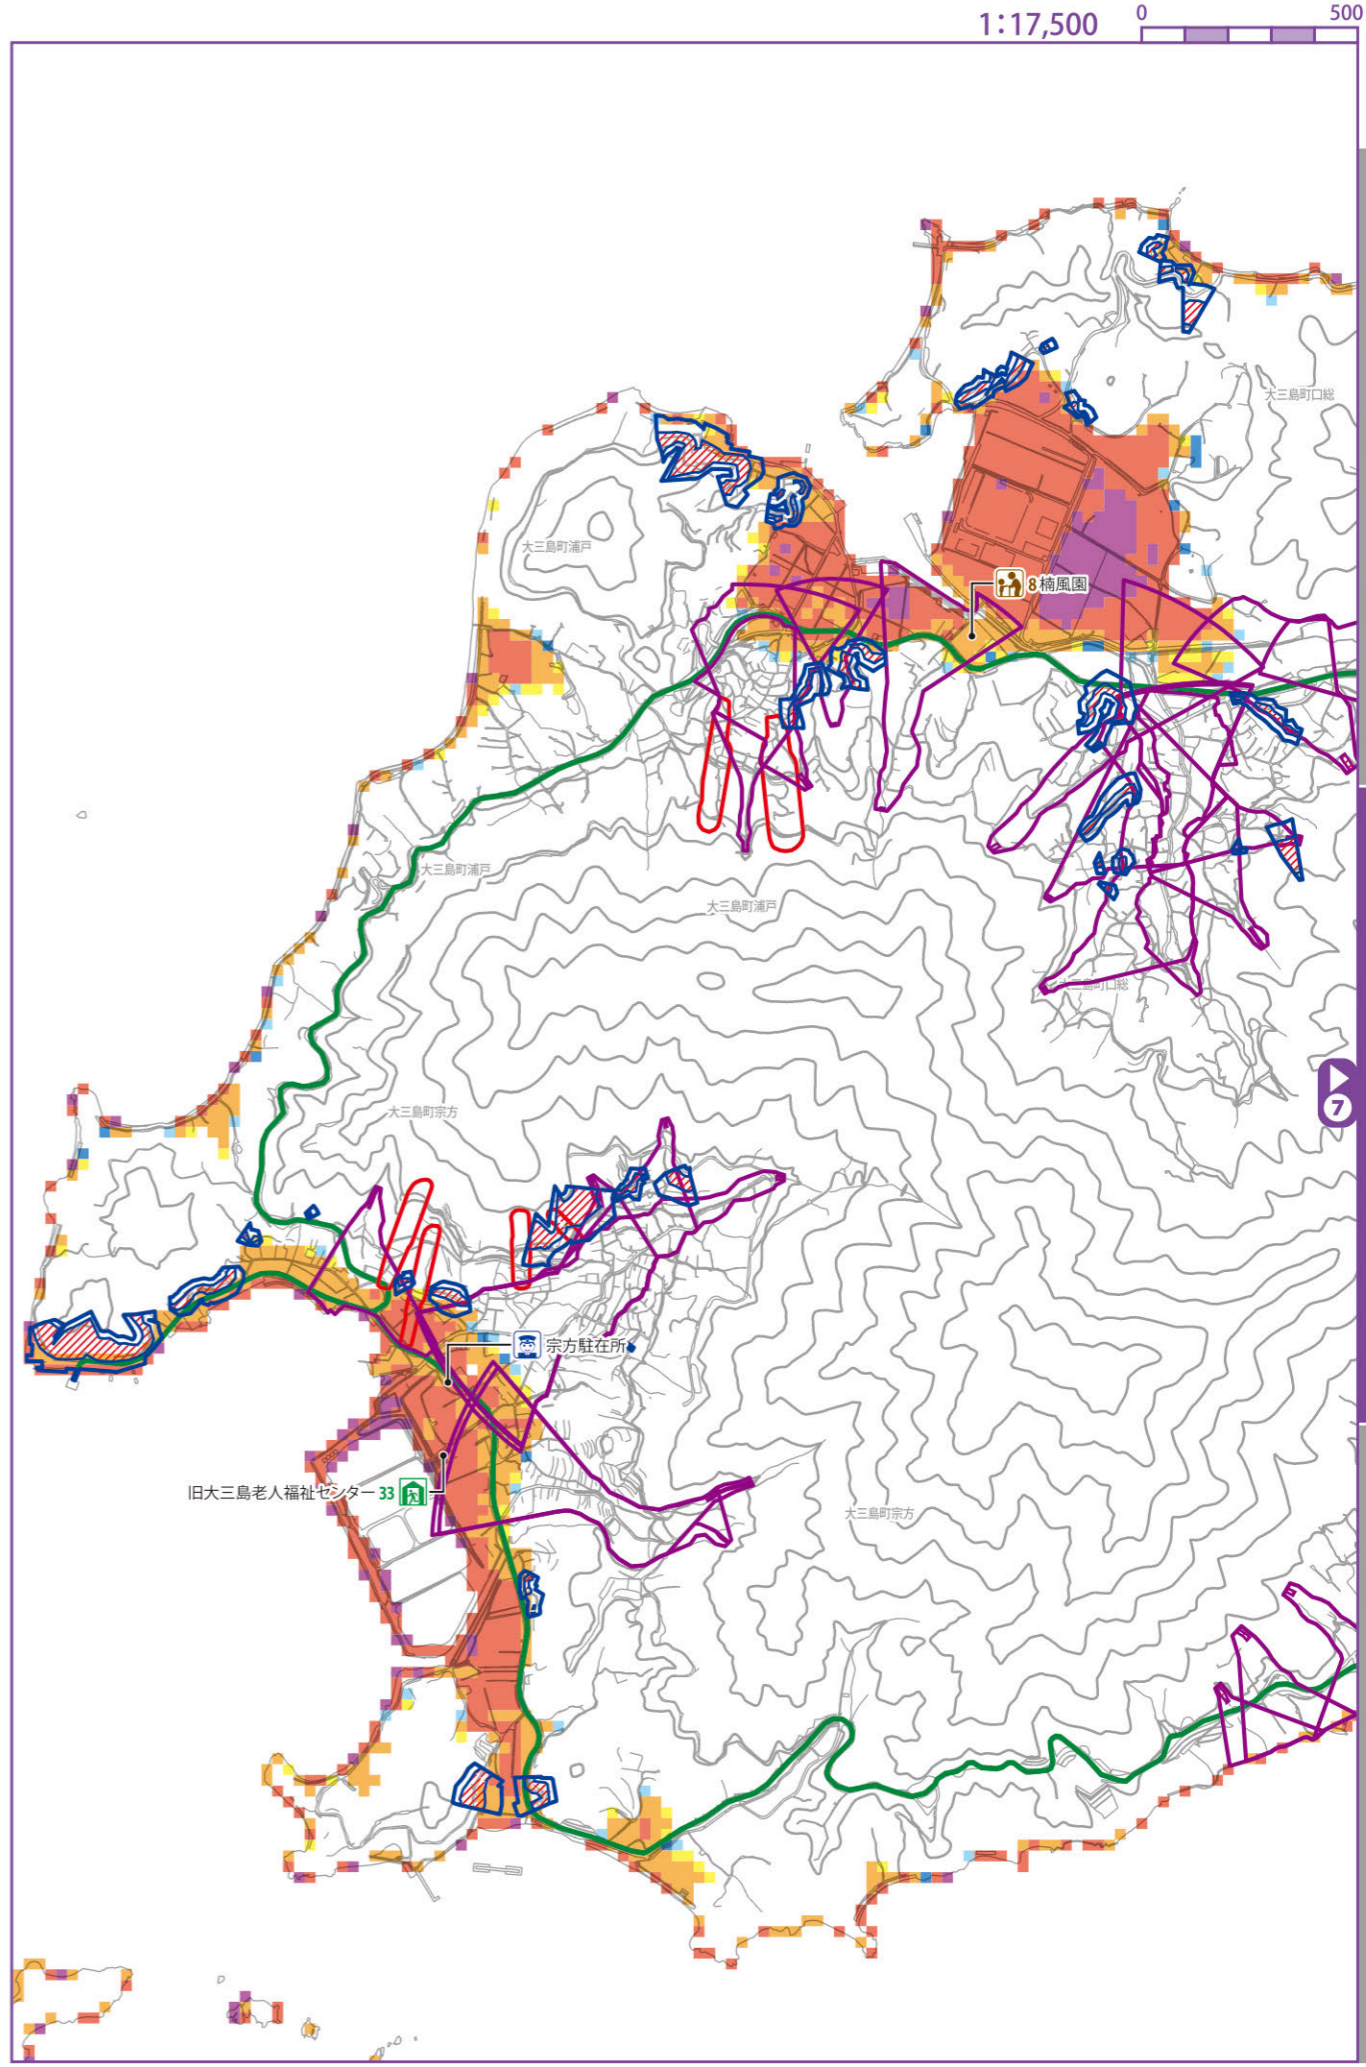 1：17,500
0 500
大三島町口総
大三島町浦戸
8 楠風園
大三島町浦戸
大三島町浦戸
大三島町口総
7
大三島町宗方
宗方駐在所
旧大三島老人福祉センター 33
大三島町宗方